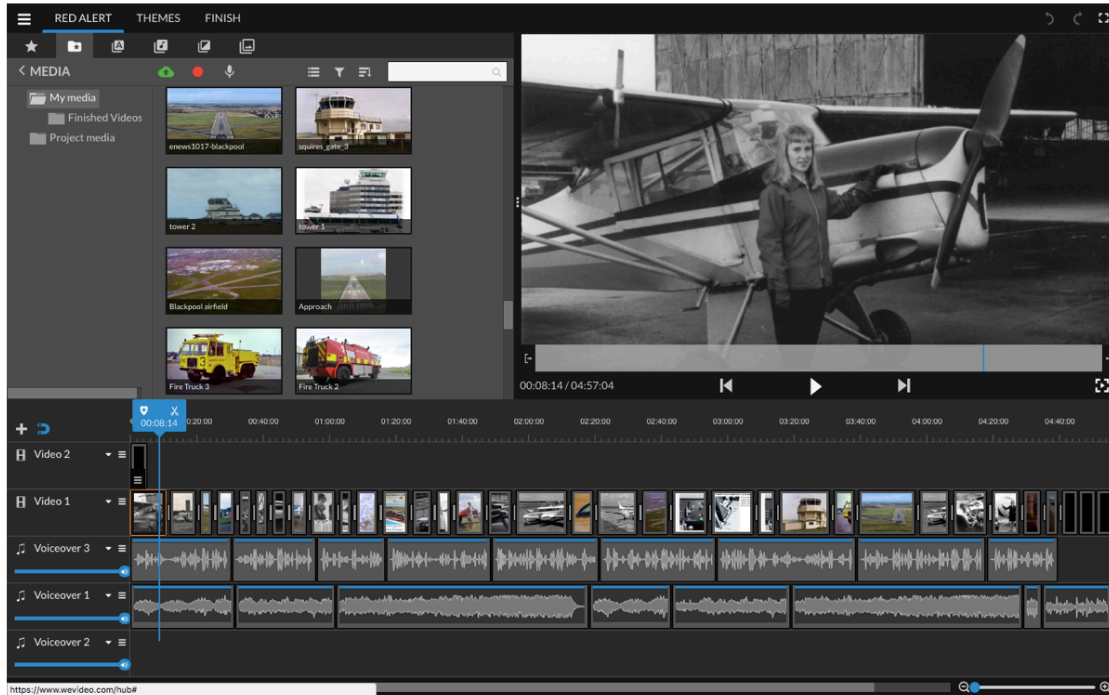 RED ALERT THEMES FINISH
MEDIA
My media
Finished Videos
Project media
enews1017-blackpool
squires_gate_3
tower 2
tower 1
Blackpool airfield
Approach
Fire Truck 3
3
Fire Truck 2
00:08:14 / 04:57:04
00:08:14
0:20:00 00:40:00 01:00:00 01:20:00 01:40:00 02:00:00 02:20:00 02:40:00 03:00:00 03:20:00 03:40:00 04:00:00 04:20:00 04:40:00
Video 2
Video 1
Voiceover 3
Voiceover 1
Voiceover 2
https://www.wevideo.com/hub#